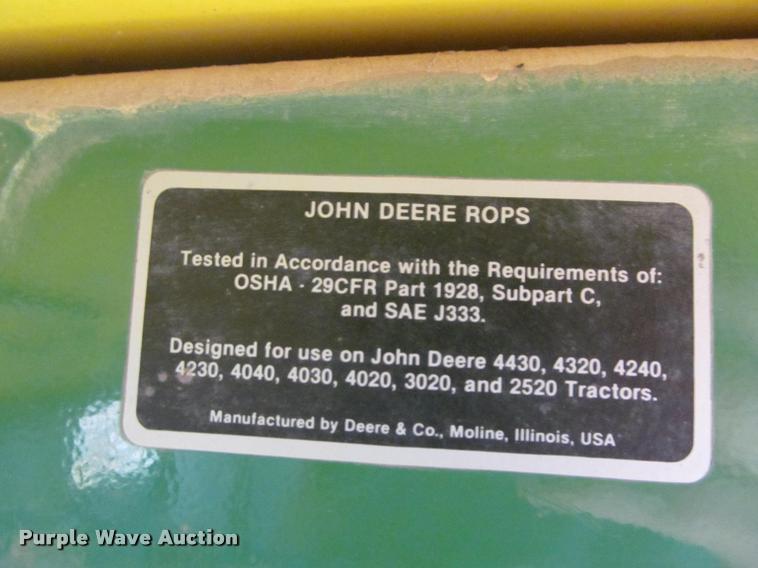 JOHN DEERE ROPS
Tested in Accordance with the Requirements of:
OSHA - 29CFR Part 1928, Subpart C,
and SAE J333.
Designed for use on John Deere 4430, 4320, 4240,
4230, 4040, 4030, 4020, 3020, and 2520 Tractors.
Manufactured by Deere & Co., Moline, Illinois, USA
Purple Wave Auction